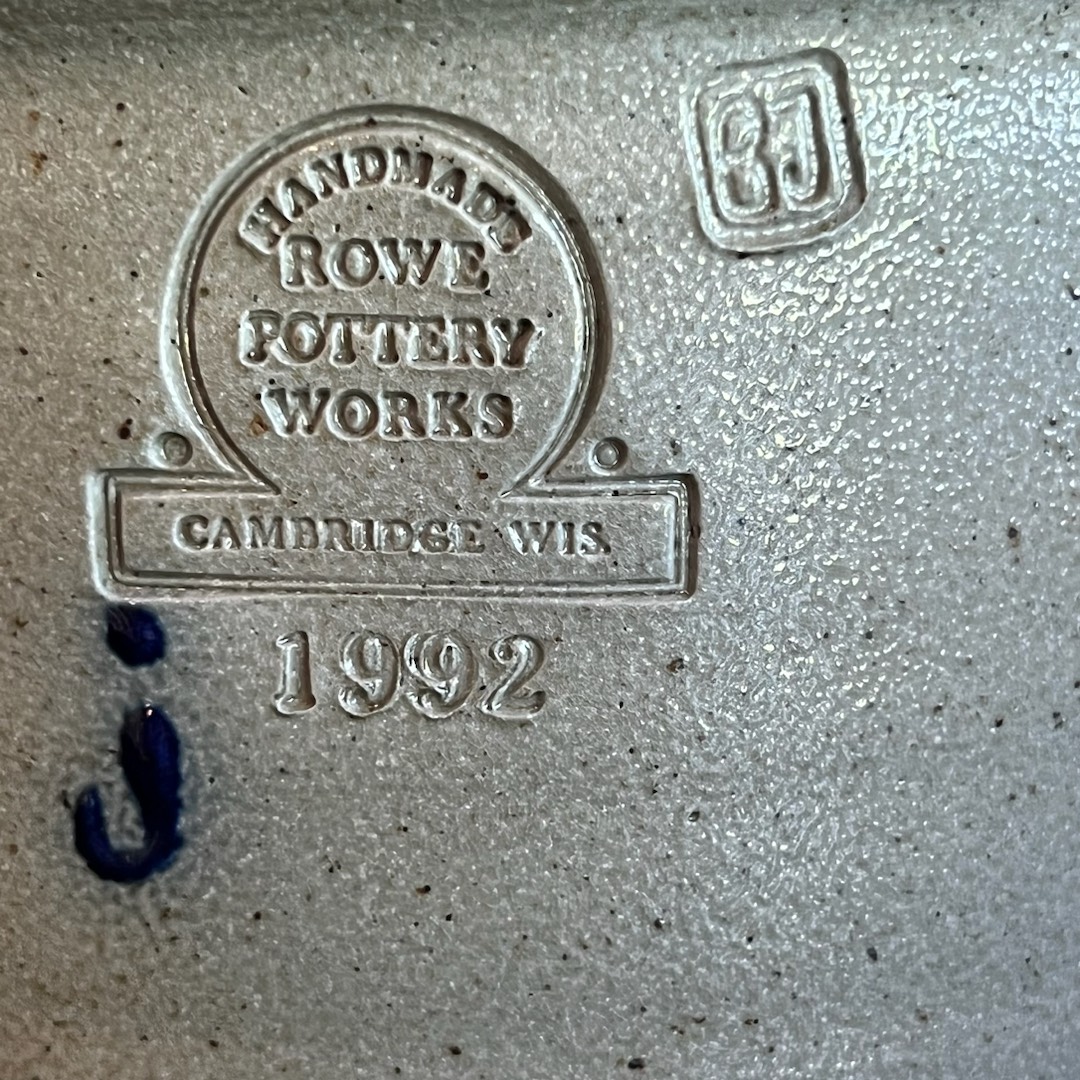 HANDMADE
ROWE
POTTERY
WORKS
CAMBRIDGE WIS.
1992
j